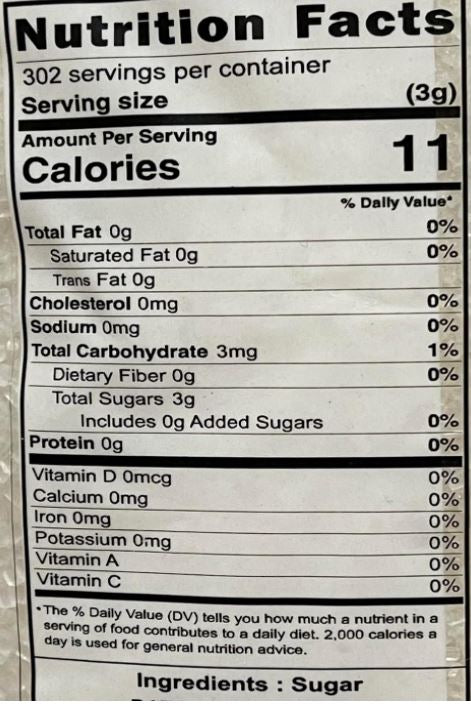 Nutrition Facts
302 servings per container
Serving size (3g)
Amount Per Serving
Calories 11
% Daily Value*
Total Fat 0g 0%
Saturated Fat 0g 0%
Trans Fat 0g
Cholesterol 0mg 0%
Sodium 0mg 0%
Total Carbohydrate 3mg 1%
Dietary Fiber 0g 0%
Total Sugars 3g
Includes 0g Added Sugars 0%
Protein 0g 0%
Vitamin D 0mcg 0%
Calcium 0mg 0%
Iron 0mg 0%
Potassium 0mg 0%
Vitamin A 0%
Vitamin C 0%
*The % Daily Value (DV) tells you how much a nutrient in a
serving of food contributes to a daily diet. 2,000 calories a
day is used for general nutrition advice.
Ingredients : Sugar